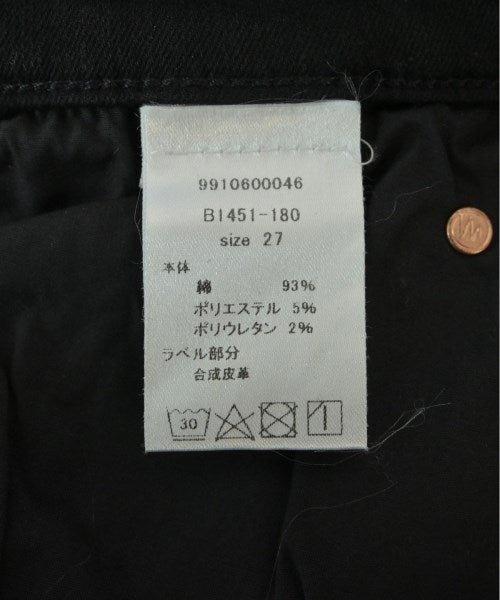 9910600046
BI451-180
size 27
本体
綿 93%
ポリエステル 5%
ポリウレタン 2%
ラベル部分
合成皮革
30